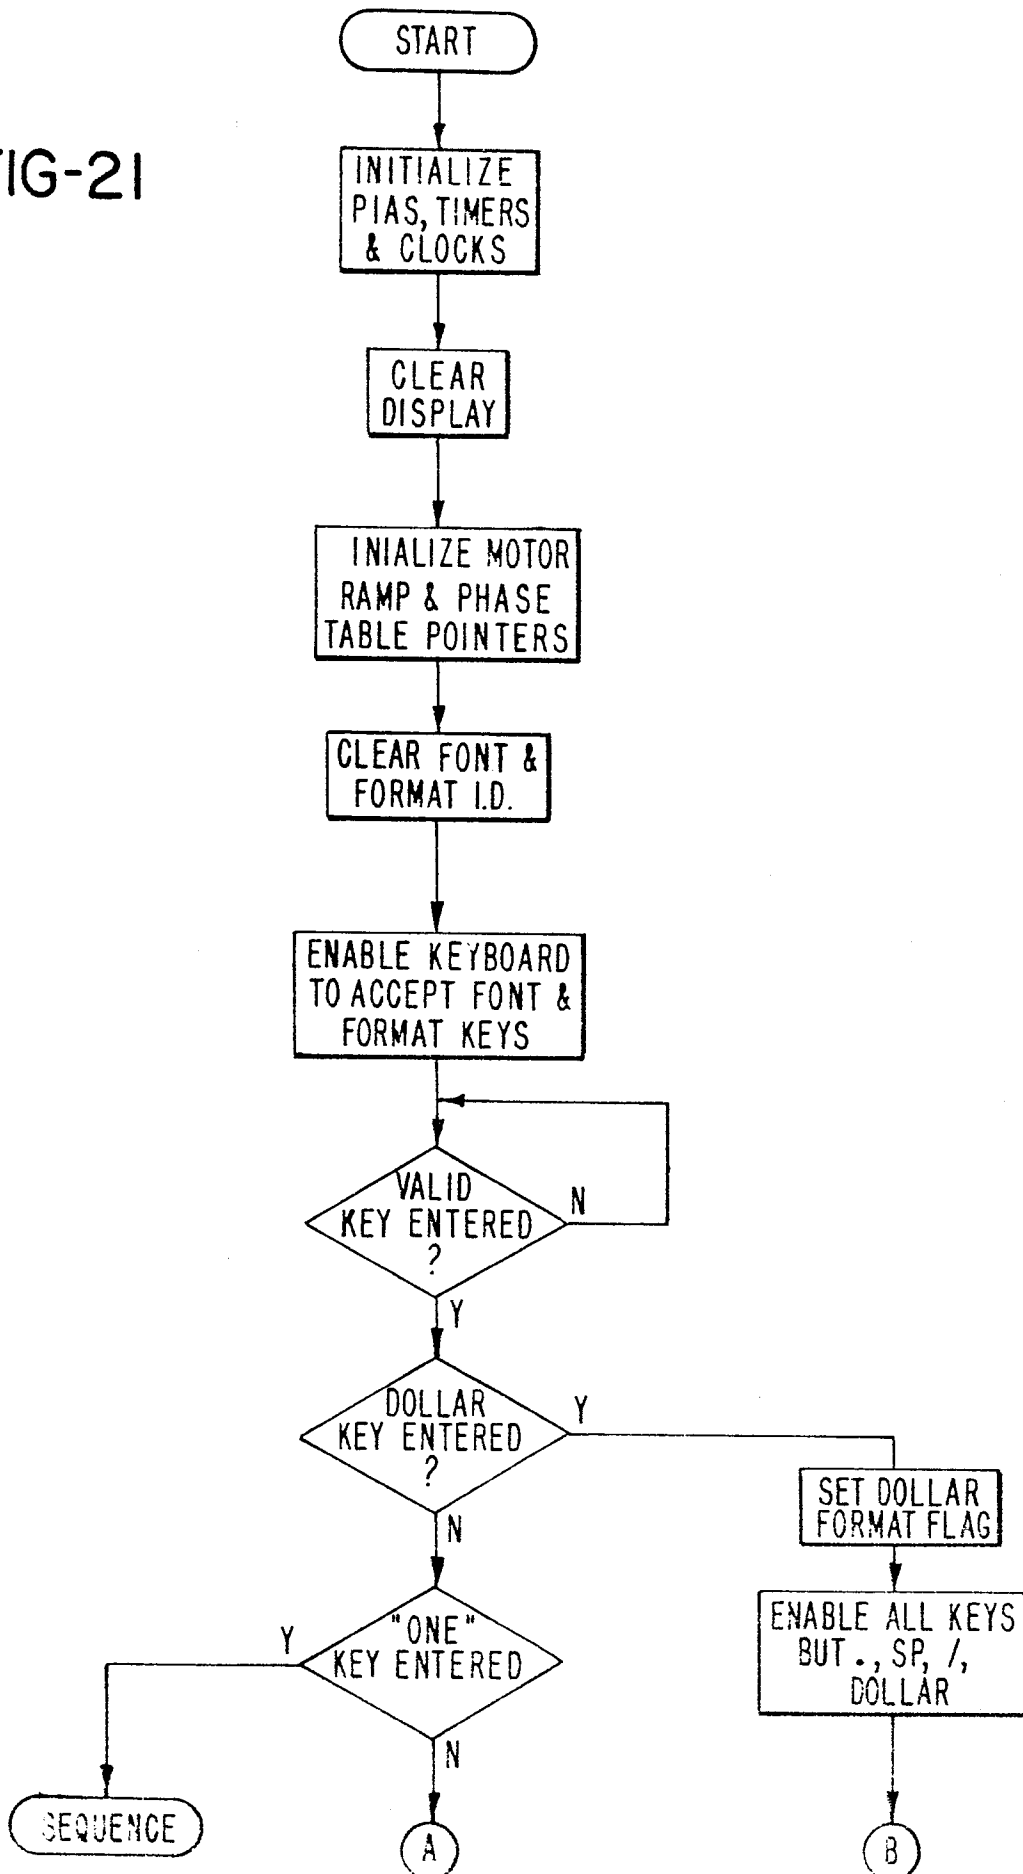 START
FIG-21
INITIALIZE
PIAS, TIMERS
& CLOCKS
CLEAR
DISPLAY
INIALIZE MOTOR
RAMP & PHASE
TABLE POINTERS
CLEAR FONT &
FORMAT I.D.
ENABLE KEYBOARD
TO ACCEPT FONT &
FORMAT KEYS
VALID
KEY ENTERED
?
N
Y
DOLLAR
KEY ENTERED
?
Y
N
SET DOLLAR
FORMAT FLAG
"ONE"
KEY ENTERED
Y
N
ENABLE ALL KEYS
BUT ., SP, /,
DOLLAR
SEQUENCE
A
B